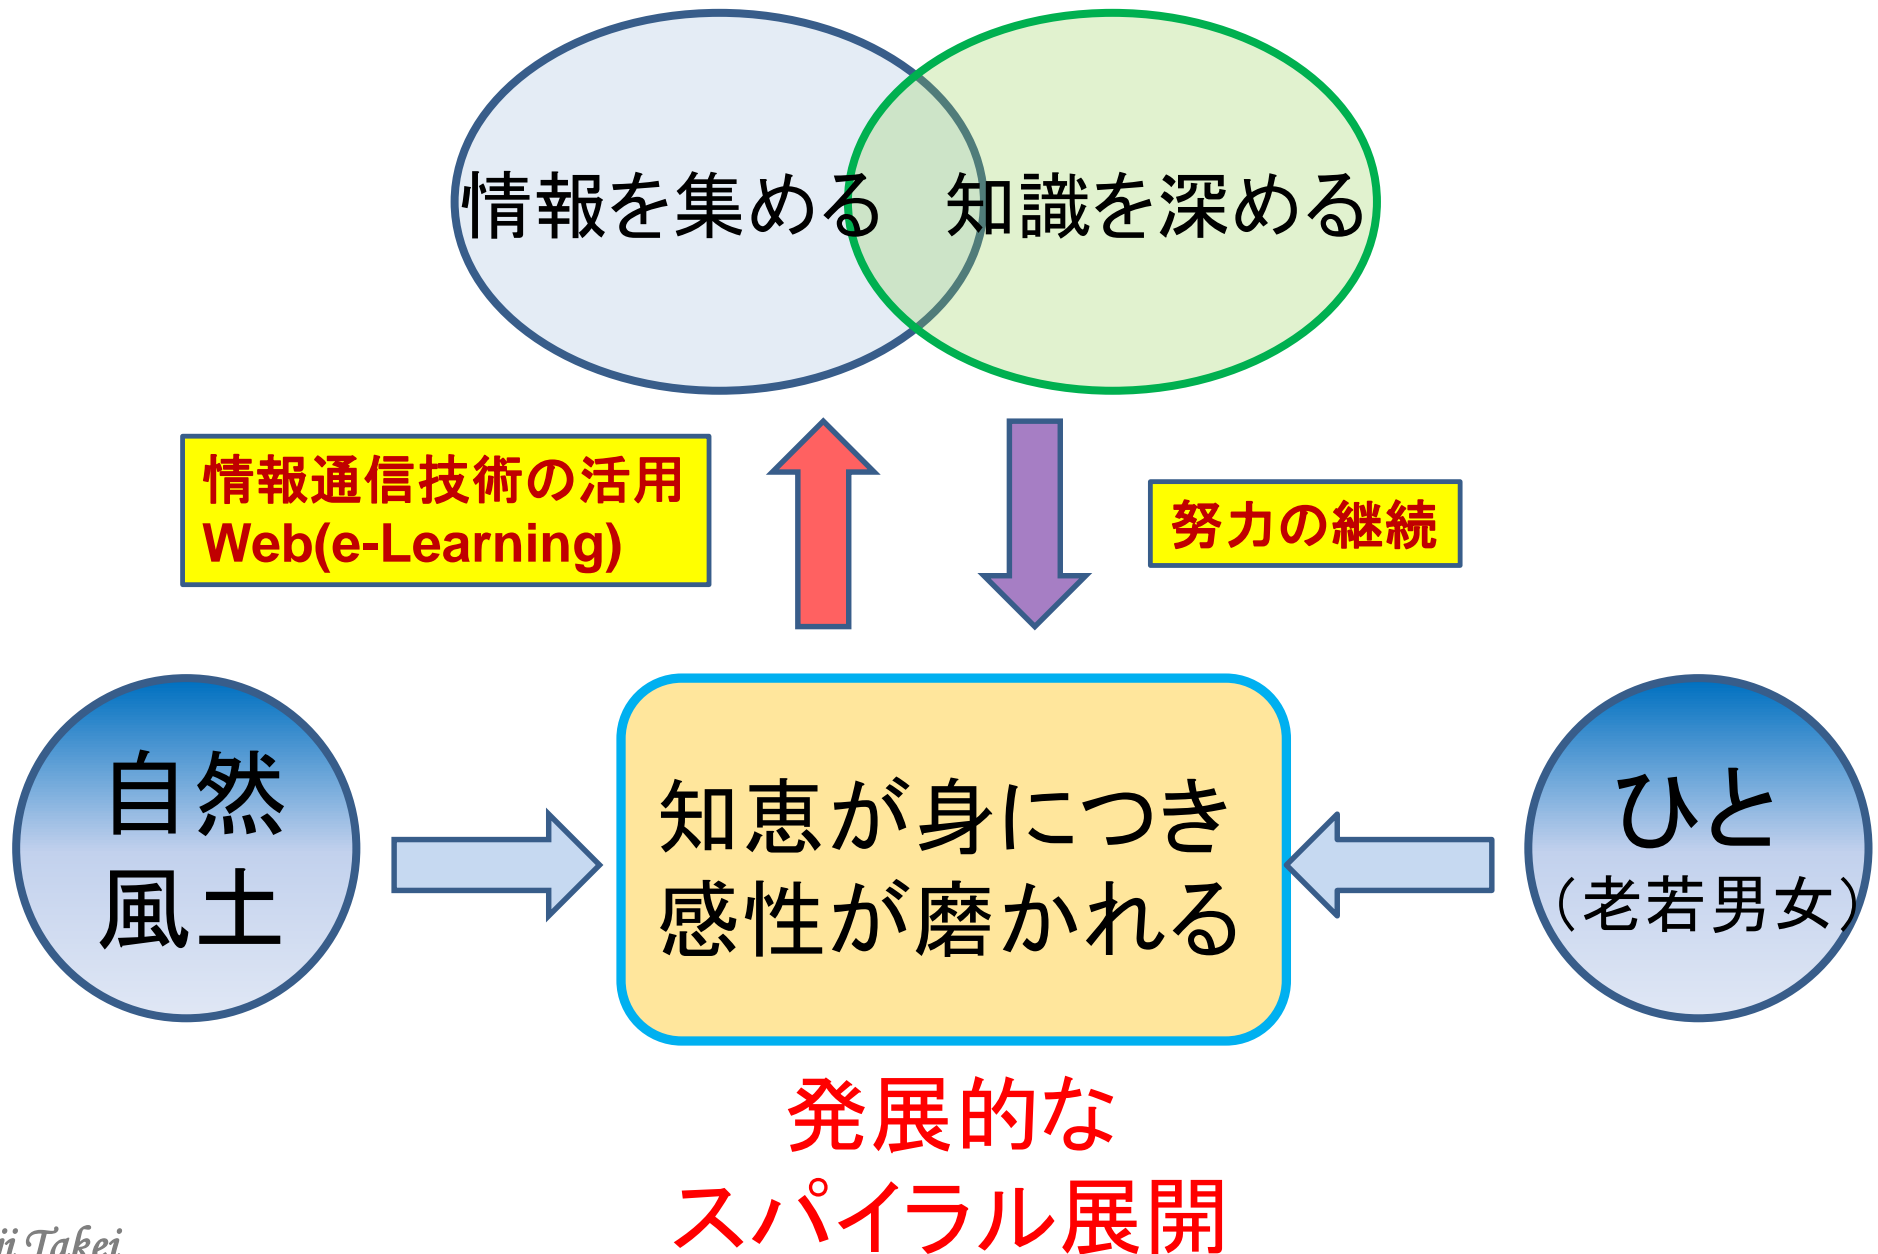 情報を集める
知識を深める
情報通信技術の活用
Web(e-Learning)
努力の継続
自然
風土
知恵が身につき
感性が磨かれる
ひと
（老若男女）
発展的な
スパイラル展開
Takei